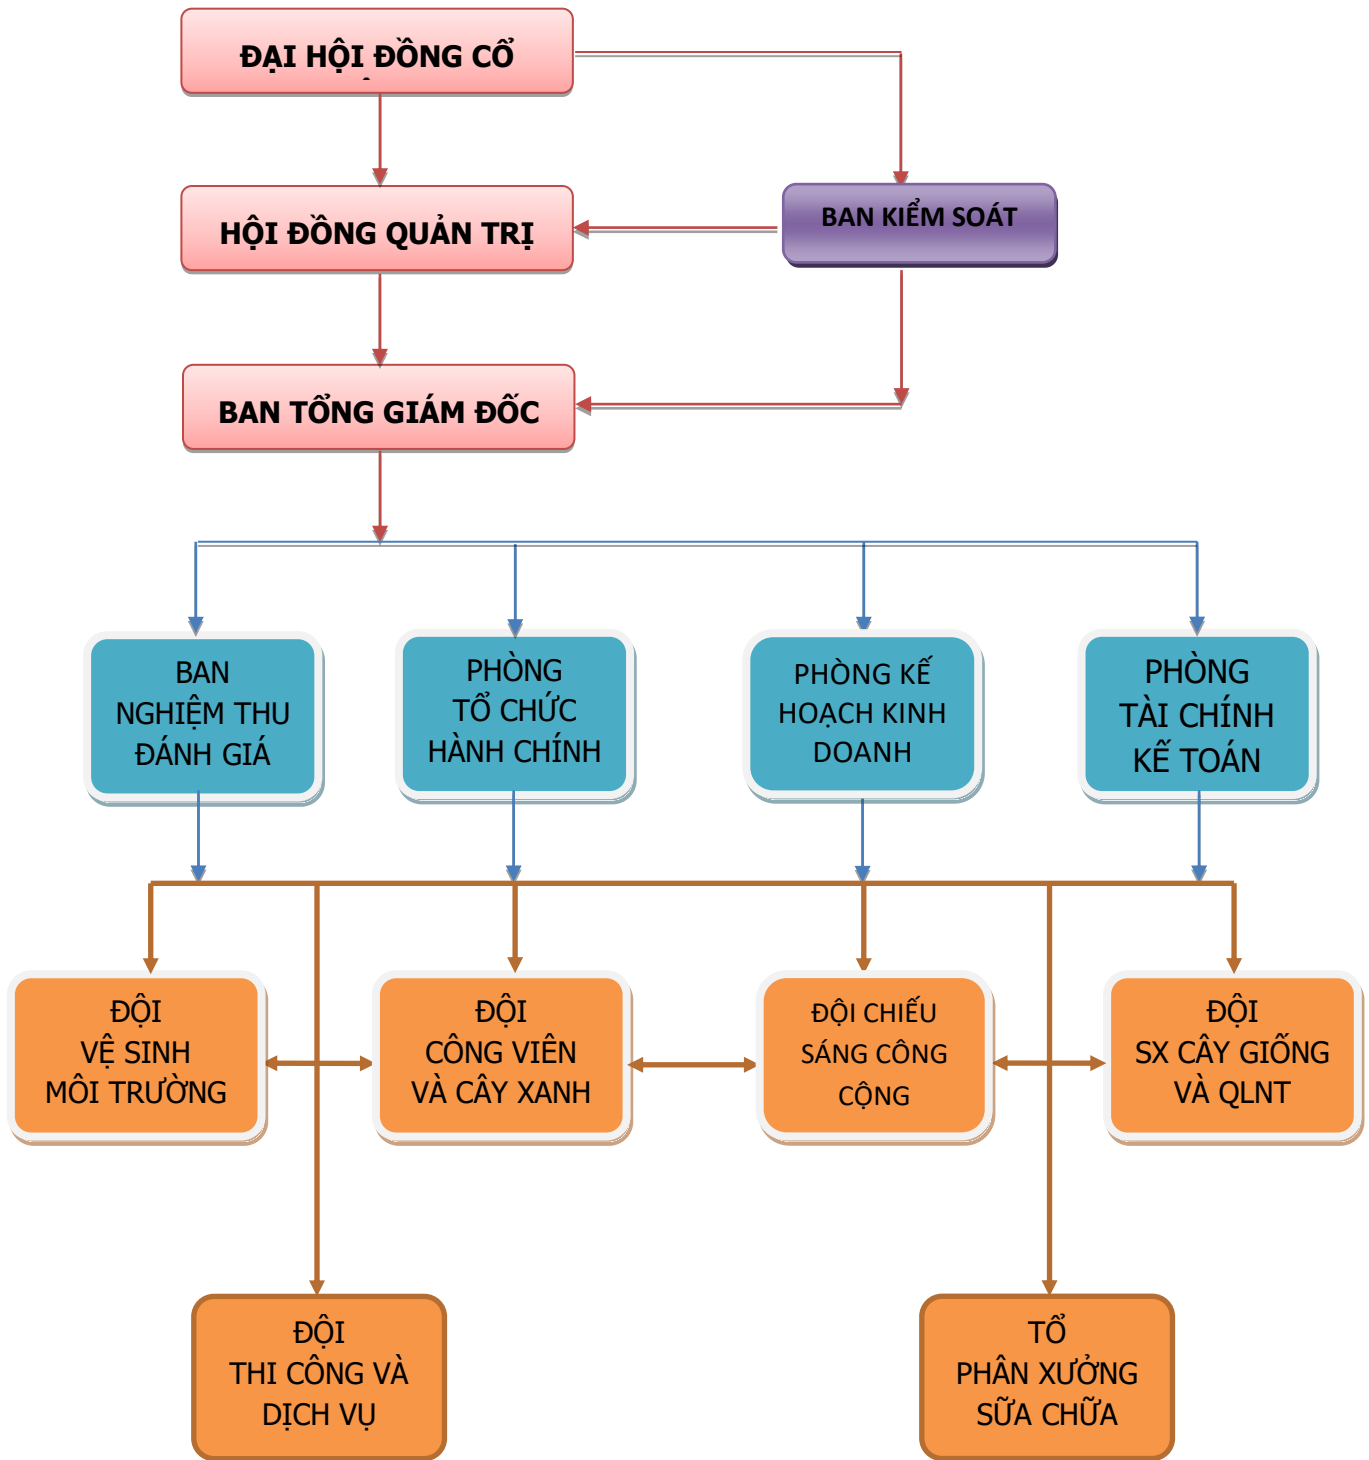 ĐẠI HỘI ĐỒNG CỔ
HỘI ĐỒNG QUẢN TRỊ
BAN KIỂM SOÁT
BAN TỔNG GIÁM ĐỐC
BAN
NGHIỆM THU
ĐÁNH GIÁ
PHÒNG
TỔ CHỨC
HÀNH CHÍNH
PHÒNG KẾ
HOẠCH KINH
DOANH
PHÒNG
TÀI CHÍNH
KẾ TOÁN
ĐỘI
VỆ SINH
MÔI TRƯỜNG
ĐỘI
CÔNG VIÊN
VÀ CÂY XANH
ĐỘI CHIẾU
SÁNG CÔNG
CỘNG
ĐỘI
SX CÂY GIỐNG
VÀ QLNT
ĐỘI
THI CÔNG VÀ
DỊCH VỤ
TỔ
PHÂN XƯỞNG
SỮA CHỮA